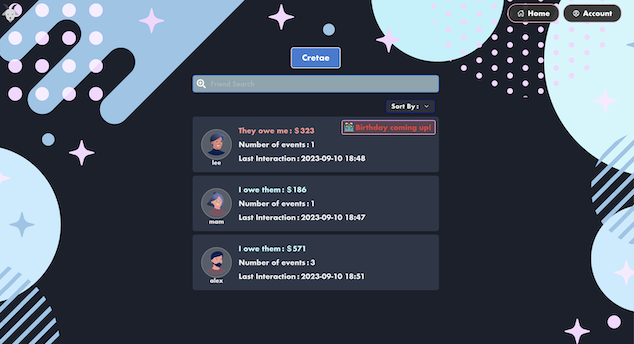 Home
Account
Cretae
Friend Search
Sort By :
They owe me : $323
Birthday coming up!
Number of events : 1
Last Interaction : 2023-09-10 18:48
lee
I owe them : $186
Number of events : 1
Last Interaction : 2023-09-10 18:47
mam
I owe them : $571
Number of events : 3
Last Interaction : 2023-09-10 18:51
alex